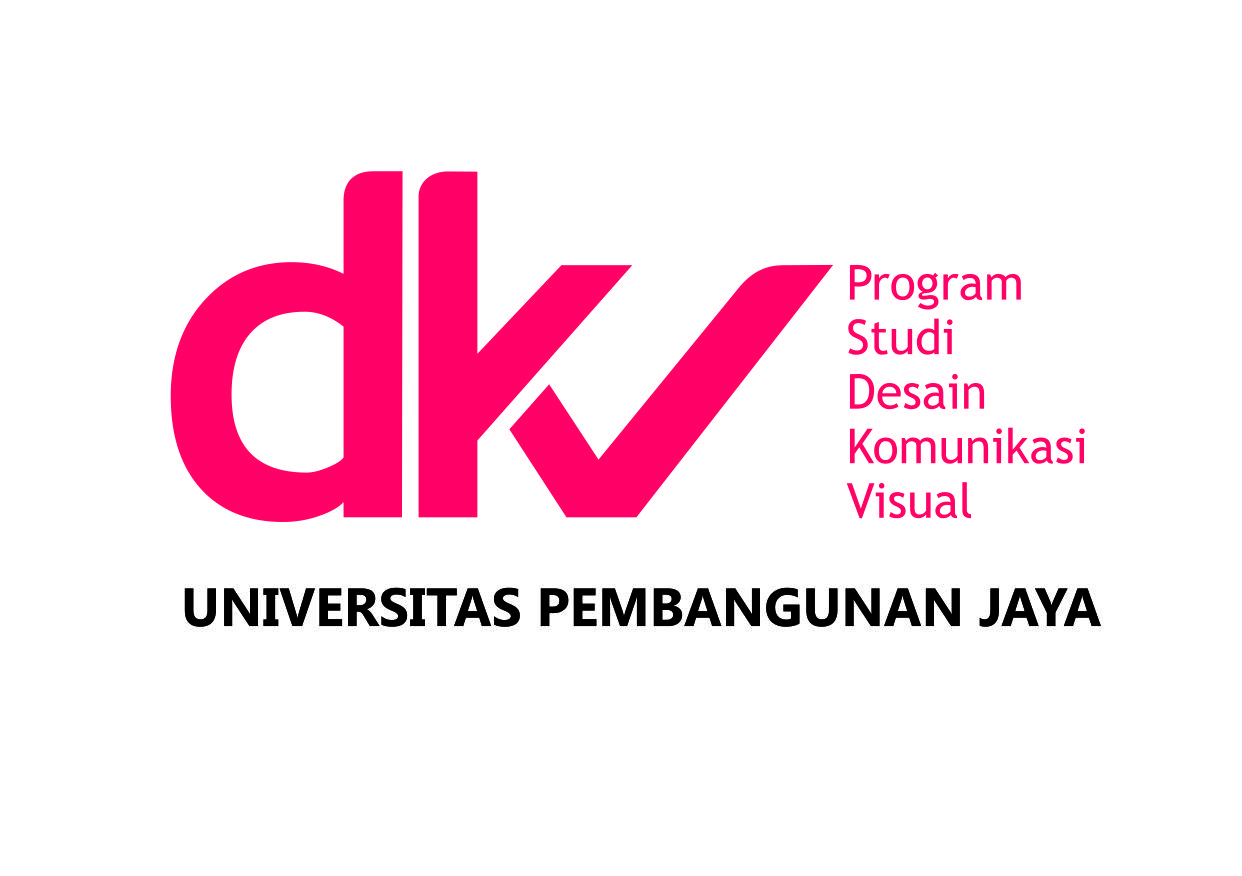 dkv
Program
Studi
Desain
Komunikasi
Visual
UNIVERSITAS PEMBANGUNAN JAYA